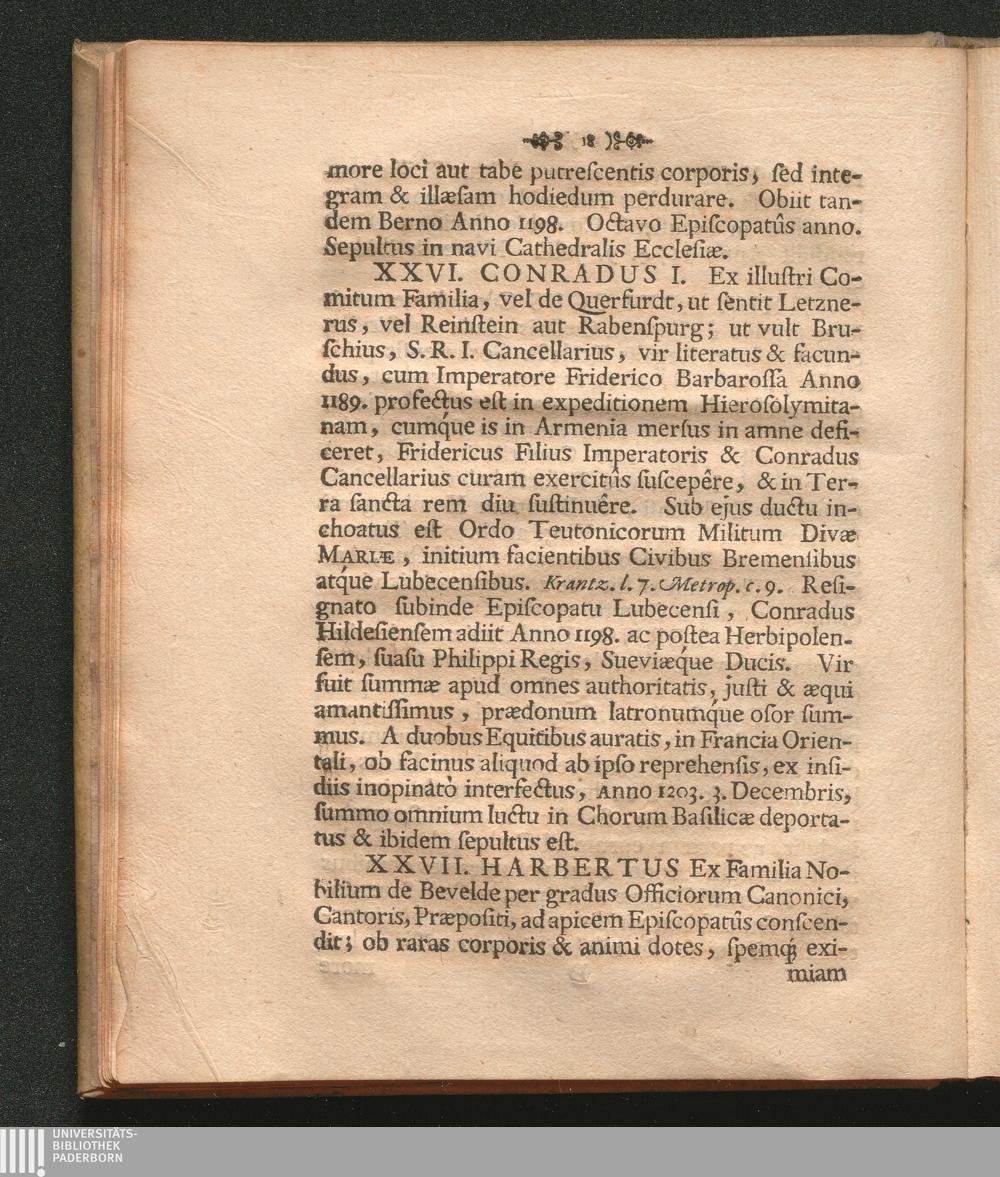 18
more loci aut tabe putreſcentis corporis, ſed inte-
gram & illæſam hodiedum perdurare. Obiit tan-
dem Berno Anno 1198. Octavo Epiſcopatûs anno.
Sepultus in navi Cathedralis Eccleſiæ.
XXVI. CONRADUS I. Ex illuſtri Co-
mitum Familia, vel de Querfurdt, ut ſentit Letzne-
rus, vel Reinſtein aut Rabenſpurg; ut vult Bru-
ſchius, S. R. I. Cancellarius, vir literatus & facun-
dus, cum Imperatore Friderico Barbaroſſa Anno
1189. profectus eſt in expeditionem Hieroſolymita-
nam, cumq́ue is in Armenia merſus in amne defi-
ceret, Fridericus Filius Imperatoris & Conradus
Cancellarius curam exercitûs ſuſcepêre, & in Ter-
ra ſancta rem diu ſuſtinuêre. Sub ejus ductu in-
choatus eſt Ordo Teutonicorum Militum Divæ
MARIÆ, initium facientibus Civibus Bremenſibus
atq́ue Lubecenſibus. Krantz. l. 7. Metrop. c. 9. Reſi-
gnato ſubinde Epiſcopatu Lubecenſi, Conradus
Hildeſienſem adiit Anno 1198. ac poſtea Herbipolen-
ſem, ſuaſu Philippi Regis, Sueviæq́ue Ducis. Vir
fuit ſummæ apud omnes authoritatis, juſti & æqui
amantiſſimus, prædonum latronumq́ue oſor ſum-
mus. A duobus Equitibus auratis, in Francia Orien-
tali, ob facinus aliquod ab ipſo reprehenſis, ex inſi-
diis inopinatò interfectus, Anno 1203. 3. Decembris,
ſummo omnium luctu in Chorum Baſilicæ deporta-
tus & ibidem ſepultus eſt.
XXVII. HARBERTUS Ex Familia No-
bilium de Bevelde per gradus Officiorum Canonici,
Cantoris, Præpoſiti, ad apicem Epiſcopatûs conſcen-
dit; ob raras corporis & animi dotes, ſpemq́; exi-
miam
UNIVERSITÄTS-
BIBLIOTHEK
PADERBORN